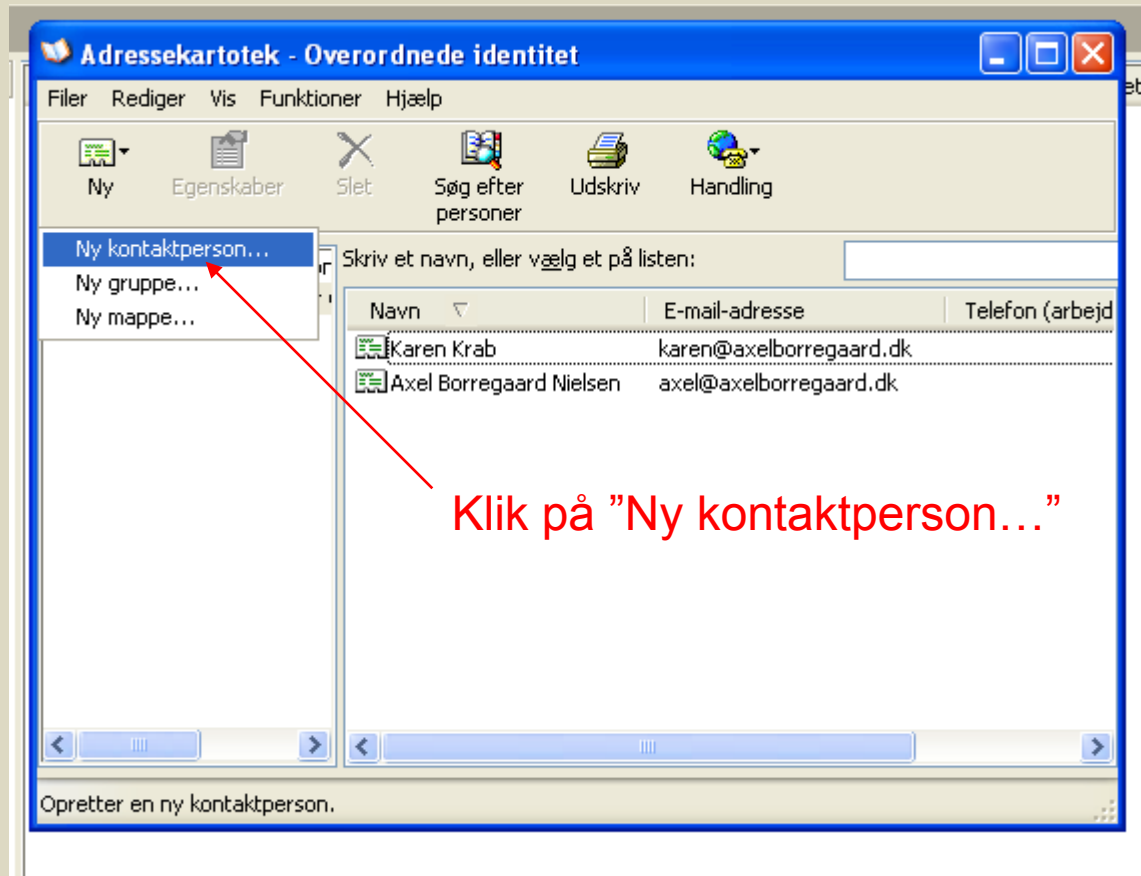 Adressekartotek - Overordnede identitet
Filer Rediger Vis Funktioner Hjælp
Ny Egenskaber Slet Søg efter personer Udskriv Handling
Ny kontaktperson...
Ny gruppe...
Ny mappe...
Skriv et navn, eller vælg et på listen:
Navn E-mail-adresse Telefon (arbejd
Karen Krab karen@axelborregaard.dk
Axel Borregaard Nielsen axel@axelborregaard.dk
Klik på ”Ny kontaktperson…”
Opretter en ny kontaktperson.